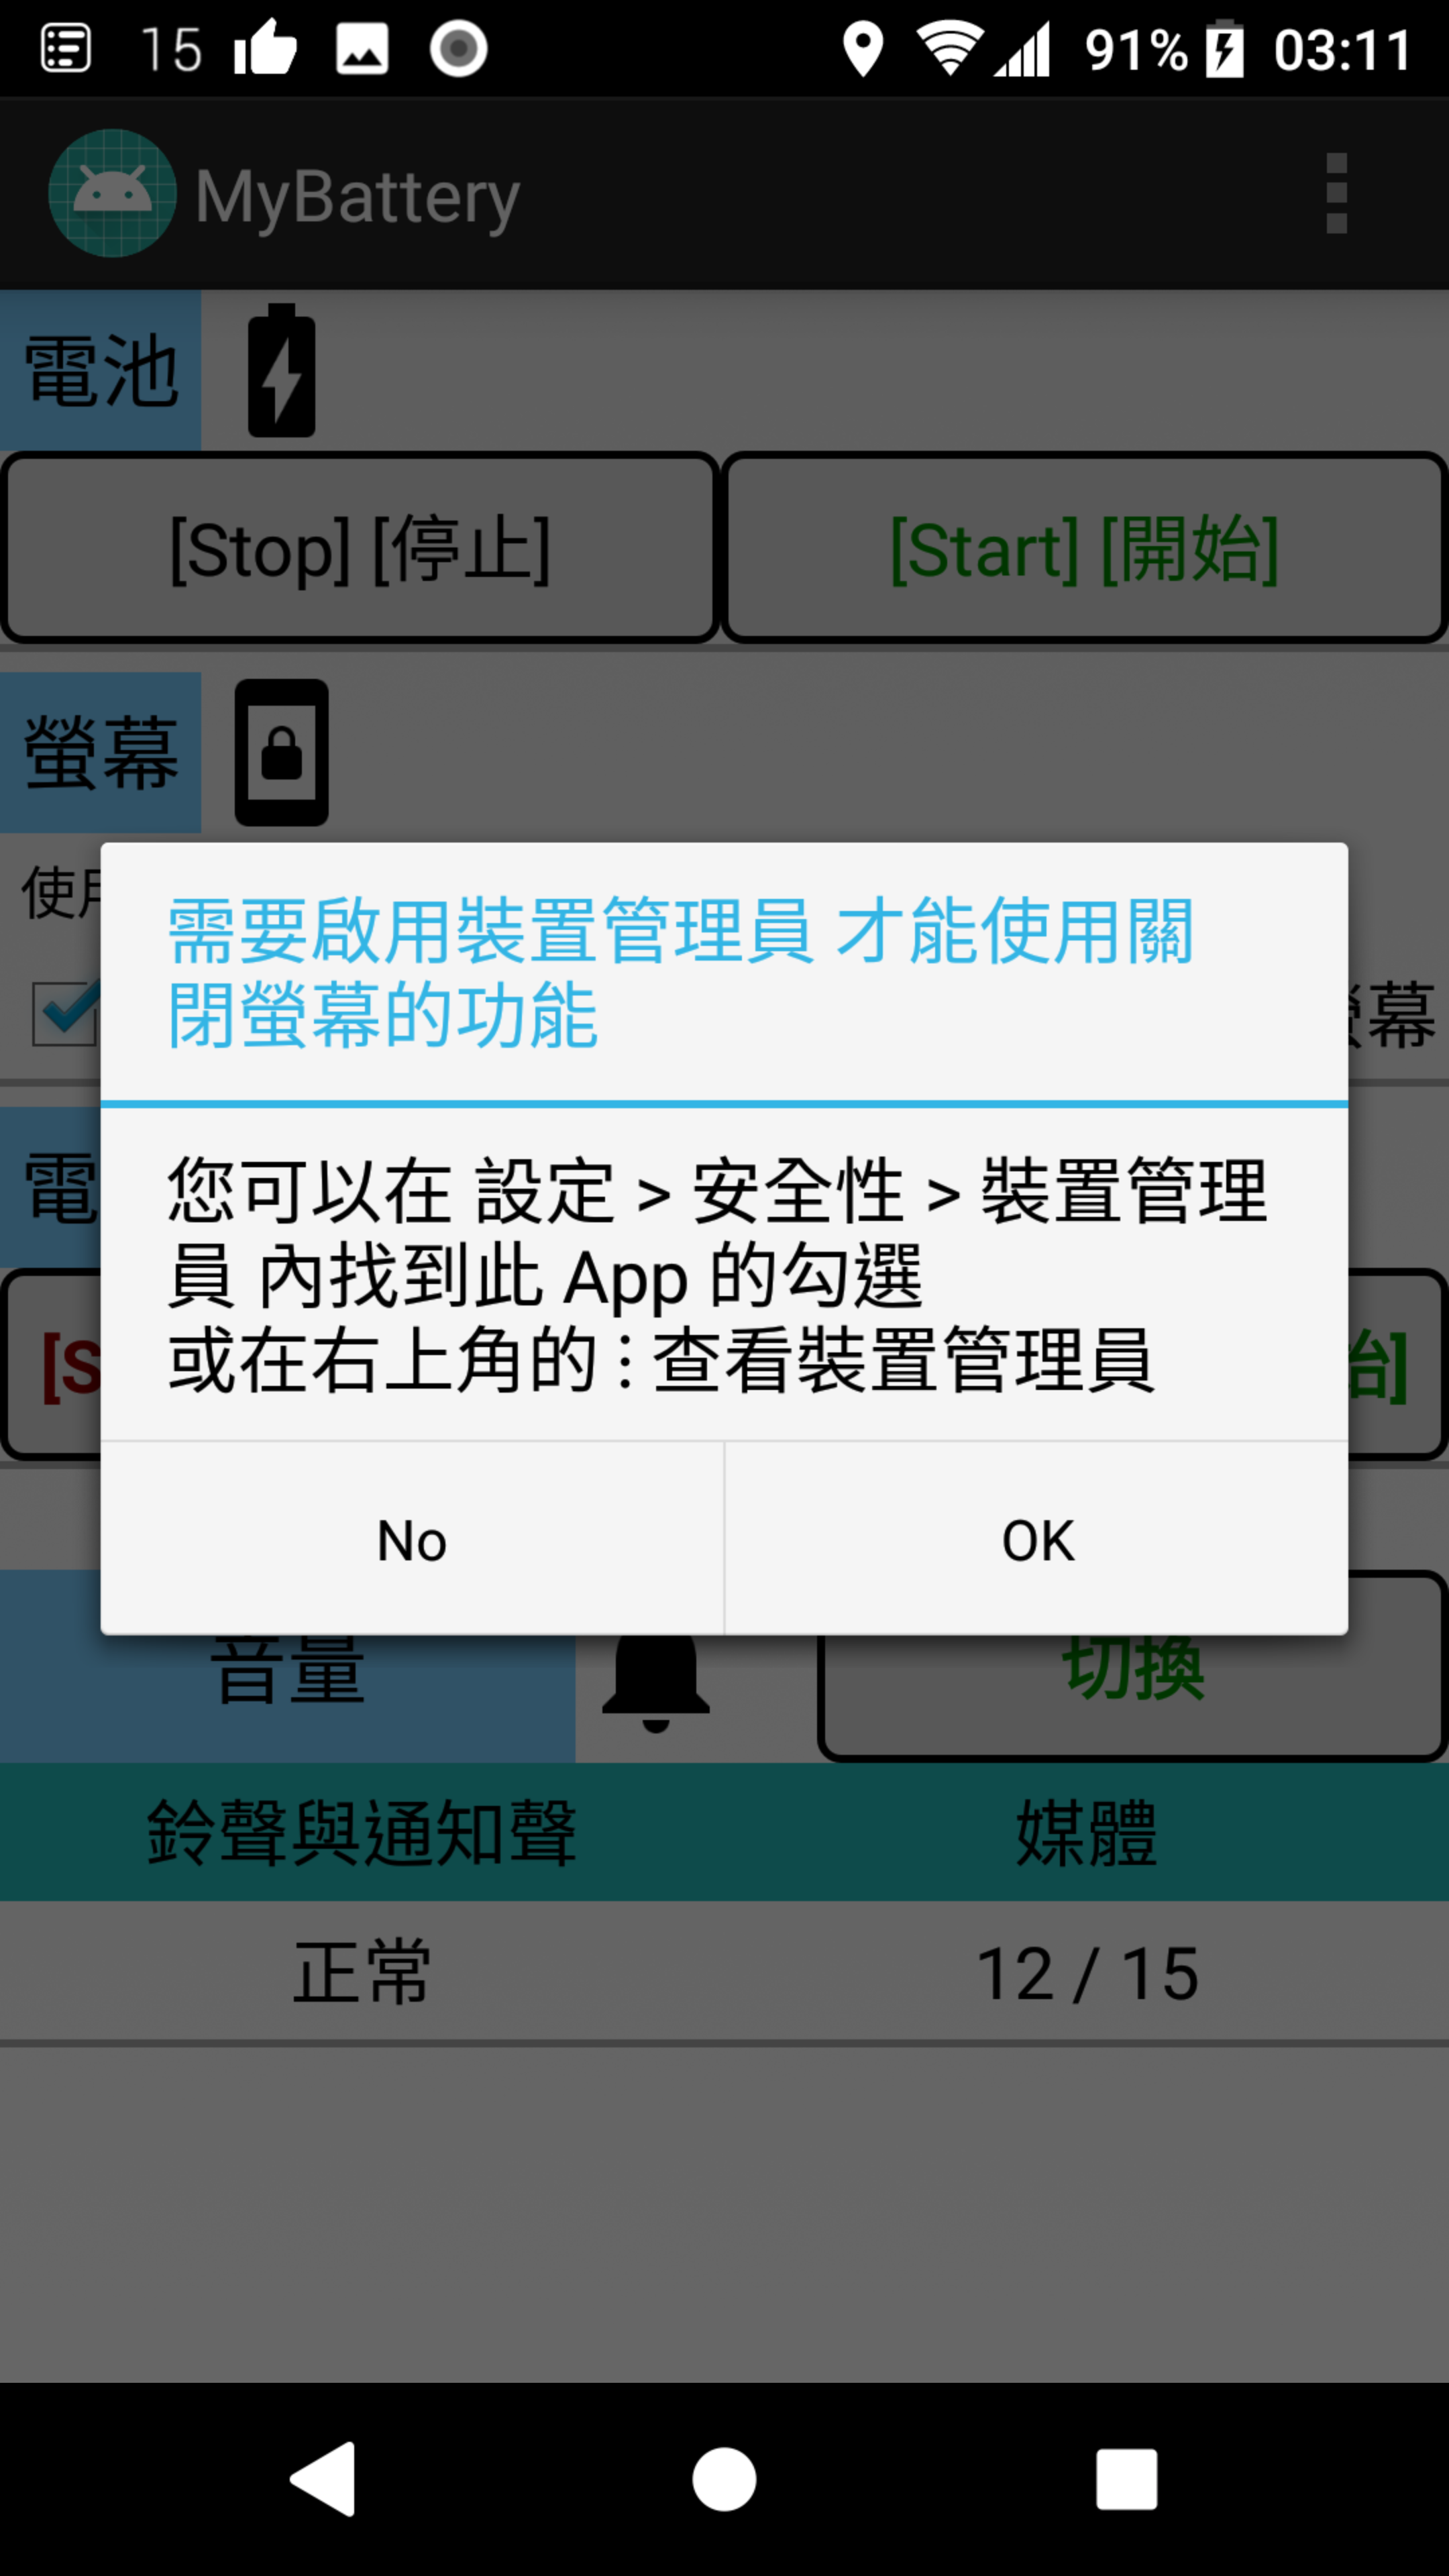 15 91% 03:11
MyBattery
電池
[Stop] [停止] [Start] [開始]
螢幕
需要啟用裝置管理員 才能使用關
閉螢幕的功能
幕
電
您可以在 設定 > 安全性 > 裝置管理
員 內找到此 App 的勾選
或在右上角的⋮查看裝置管理員
[S 始]
No OK
音量 切換
鈴聲與通知聲 媒體
正常 12 / 15